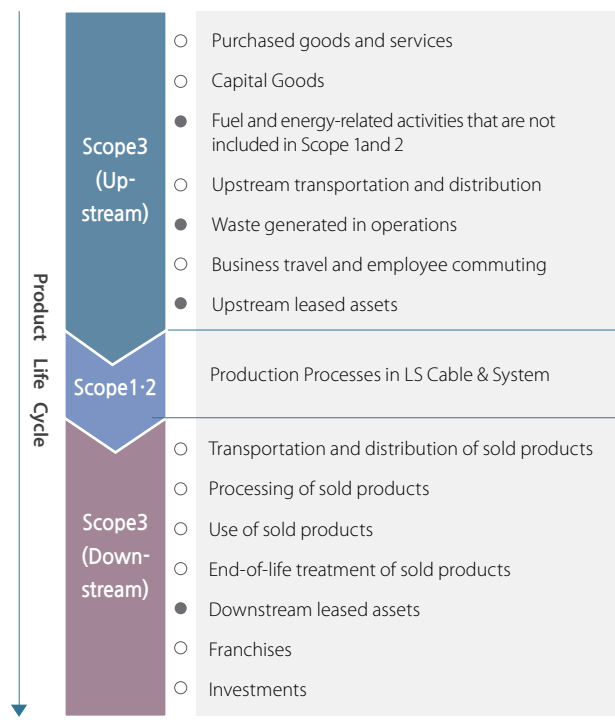 Product Life Cycle
Scope3
(Up-
stream)
○ Purchased goods and services
○ Capital Goods
● Fuel and energy-related activities that are not
included in Scope 1and 2
○ Upstream transportation and distribution
● Waste generated in operations
○ Business travel and employee commuting
● Upstream leased assets
Scope1·2
Production Processes in LS Cable & System
Scope3
(Down-
stream)
○ Transportation and distribution of sold products
○ Processing of sold products
○ Use of sold products
○ End-of-life treatment of sold products
● Downstream leased assets
○ Franchises
○ Investments